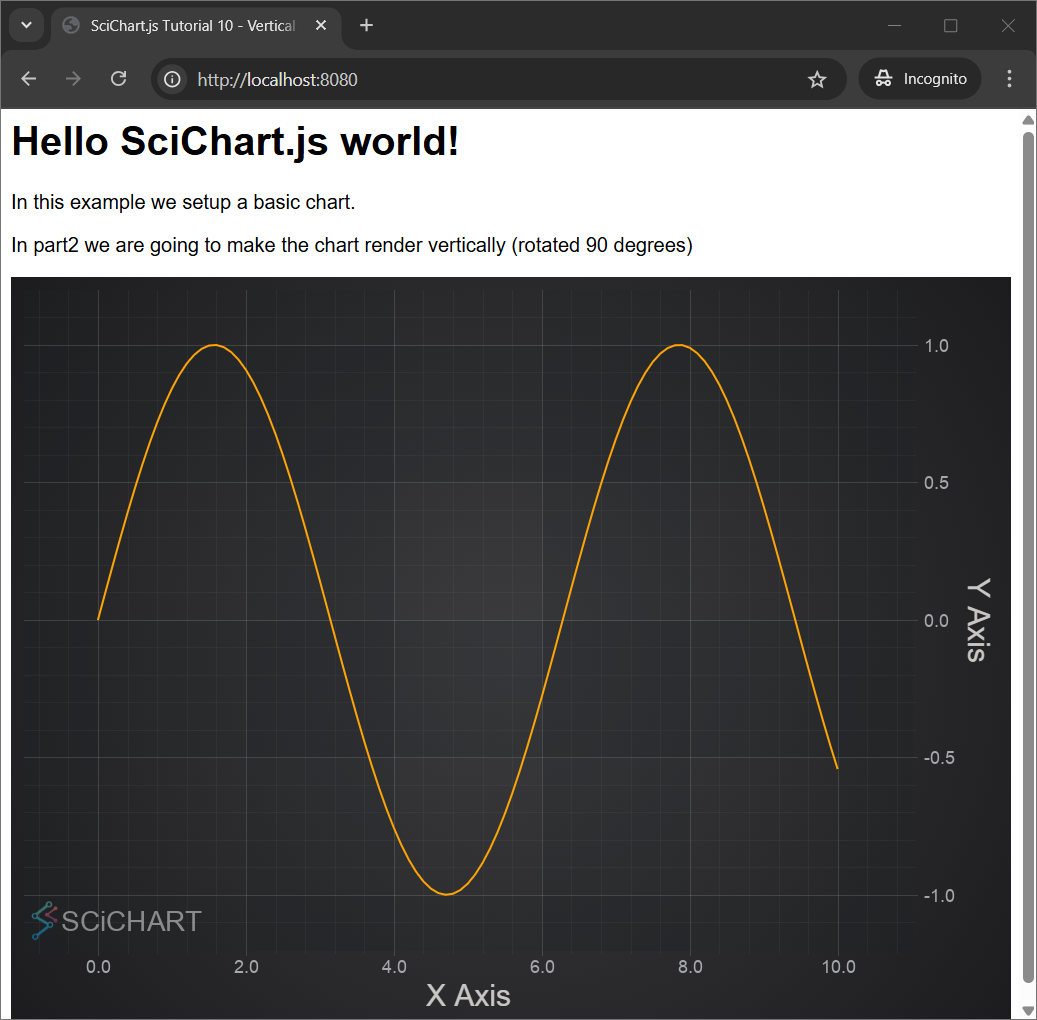 SciChart.js Tutorial 10 - Vertical
http://localhost:8080
Incognito
Hello SciChart.js world!
In this example we setup a basic chart.
In part2 we are going to make the chart render vertically (rotated 90 degrees)
1.0
0.5
0.0
-0.5
-1.0
Y Axis
SCiCHART
0.0 2.0 4.0 6.0 8.0 10.0
X Axis